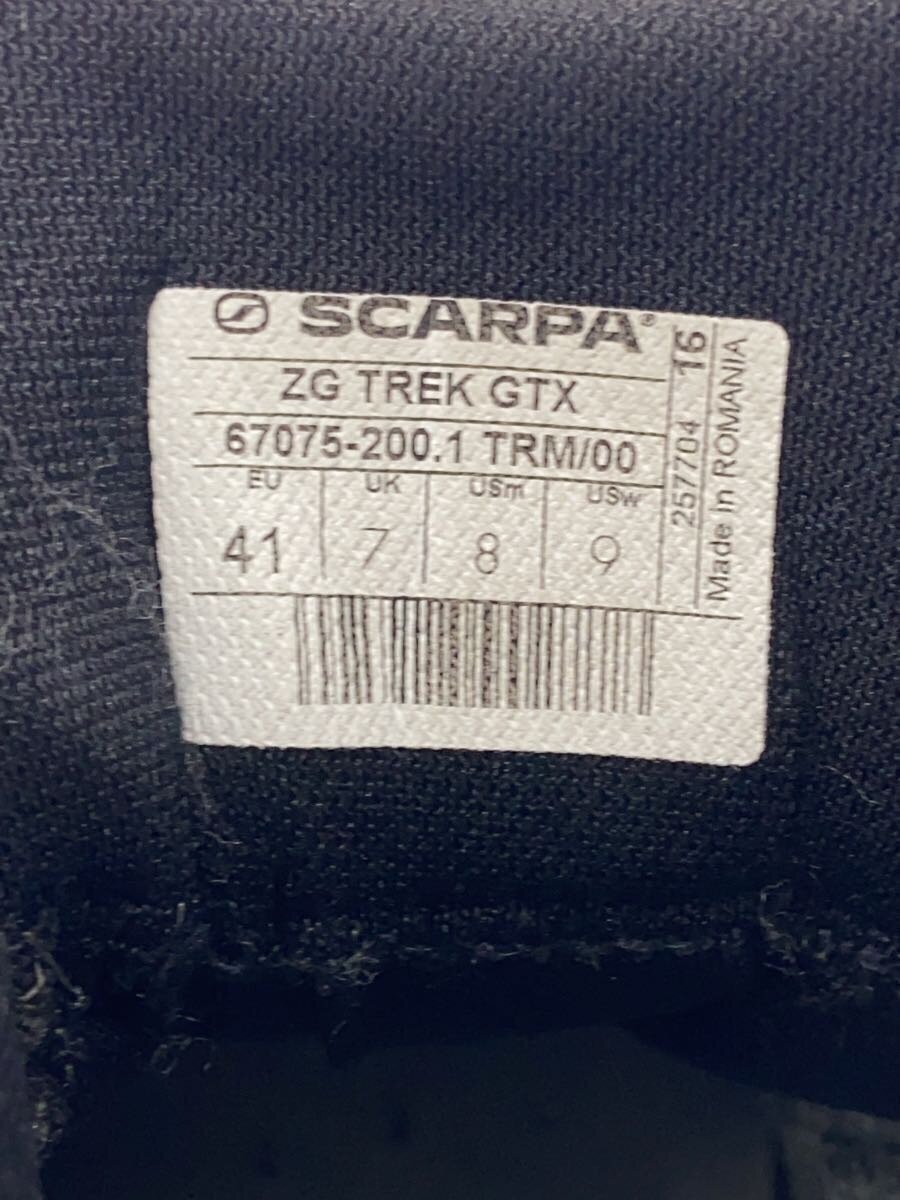 SCARPA®
ZG TREK GTX
67075-200.1 TRM/00
EU UK USm USw
41 7 8 9
257704 16
Made in ROMANIA